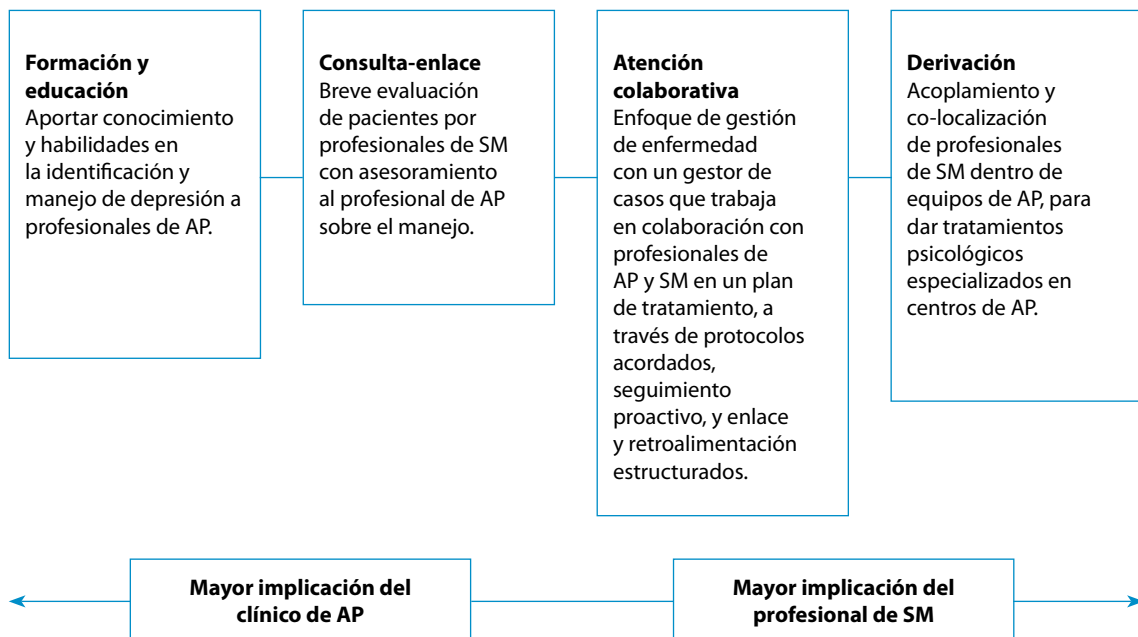 Formación y
educación
Aportar conocimiento
y habilidades en
la identificación y
manejo de depresión a
profesionales de AP.
Consulta-enlace
Breve evaluación
de pacientes por
profesionales de SM
con asesoramiento
al profesional de AP
sobre el manejo.
Atención
colaborativa
Enfoque de gestión
de enfermedad
con un gestor de
casos que trabaja
en colaboración con
profesionales de
AP y SM en un plan
de tratamiento, a
través de protocolos
acordados,
seguimiento
proactivo, y enlace
y retroalimentación
estructurados.
Derivación
Acoplamiento y
co-localización
de profesionales
de SM dentro de
equipos de AP, para
dar tratamientos
psicológicos
especializados en
centros de AP.
Mayor implicación del
clínico de AP
Mayor implicación del
profesional de SM